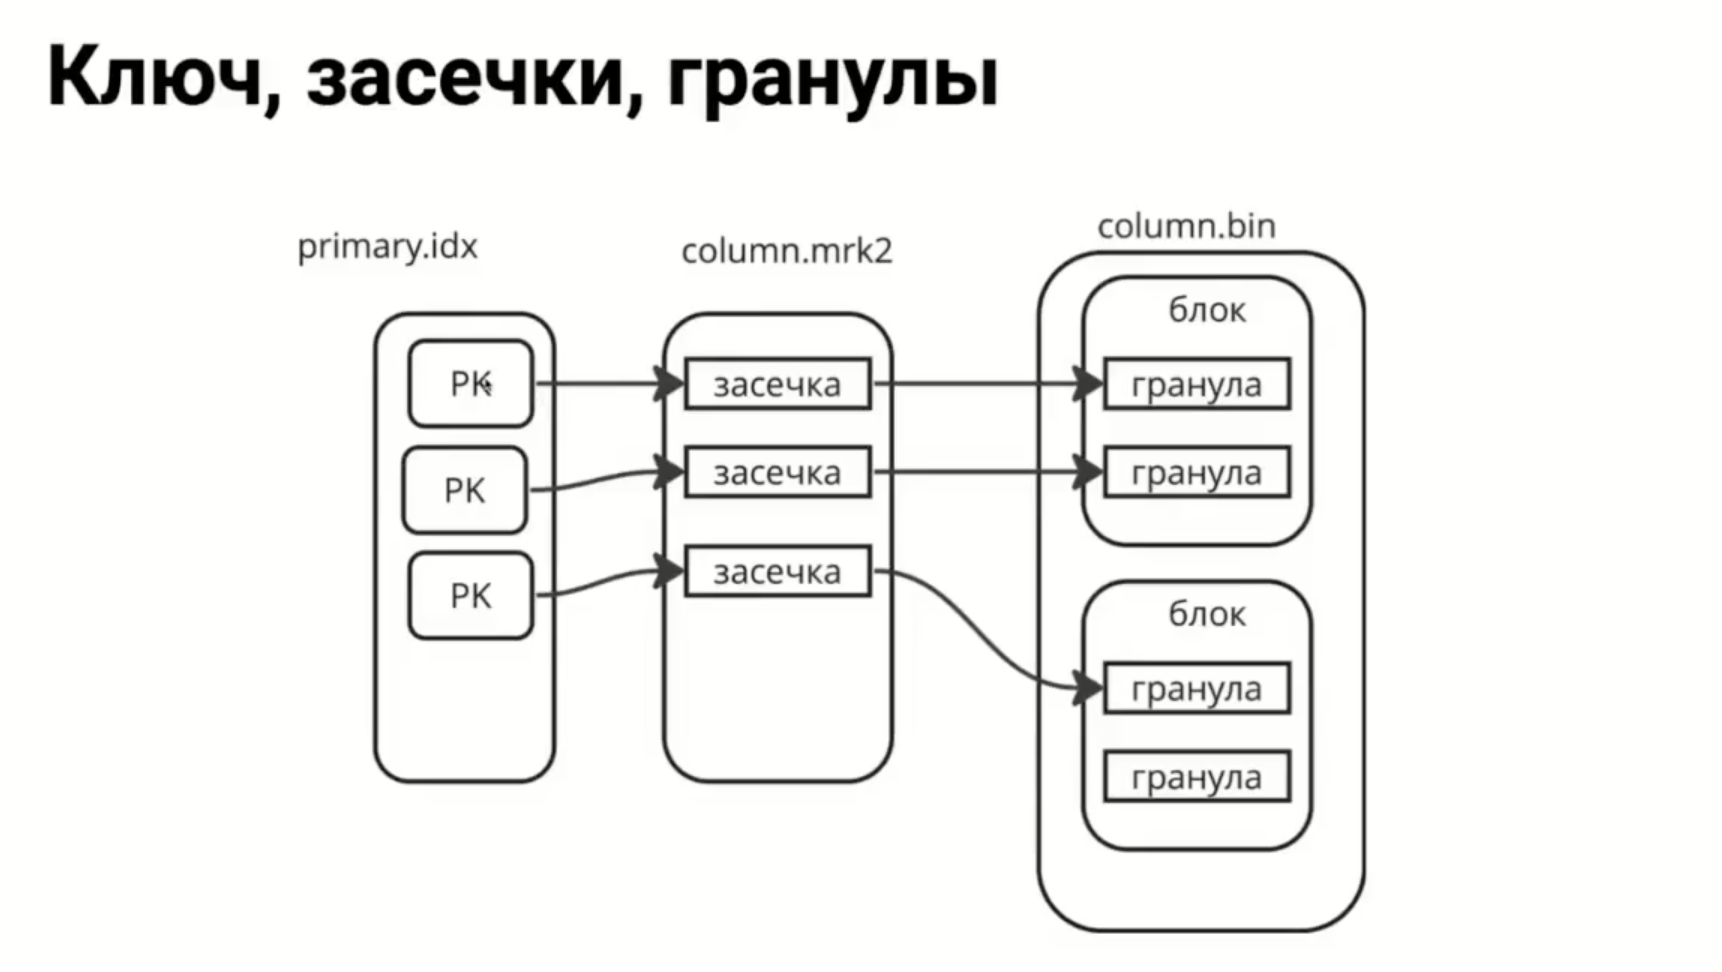 Ключ, засечки, гранулы
primary.idx
PK
PK
PK
column.mrk2
засечка
засечка
засечка
column.bin
блок
гранула
гранула
блок
гранула
гранула